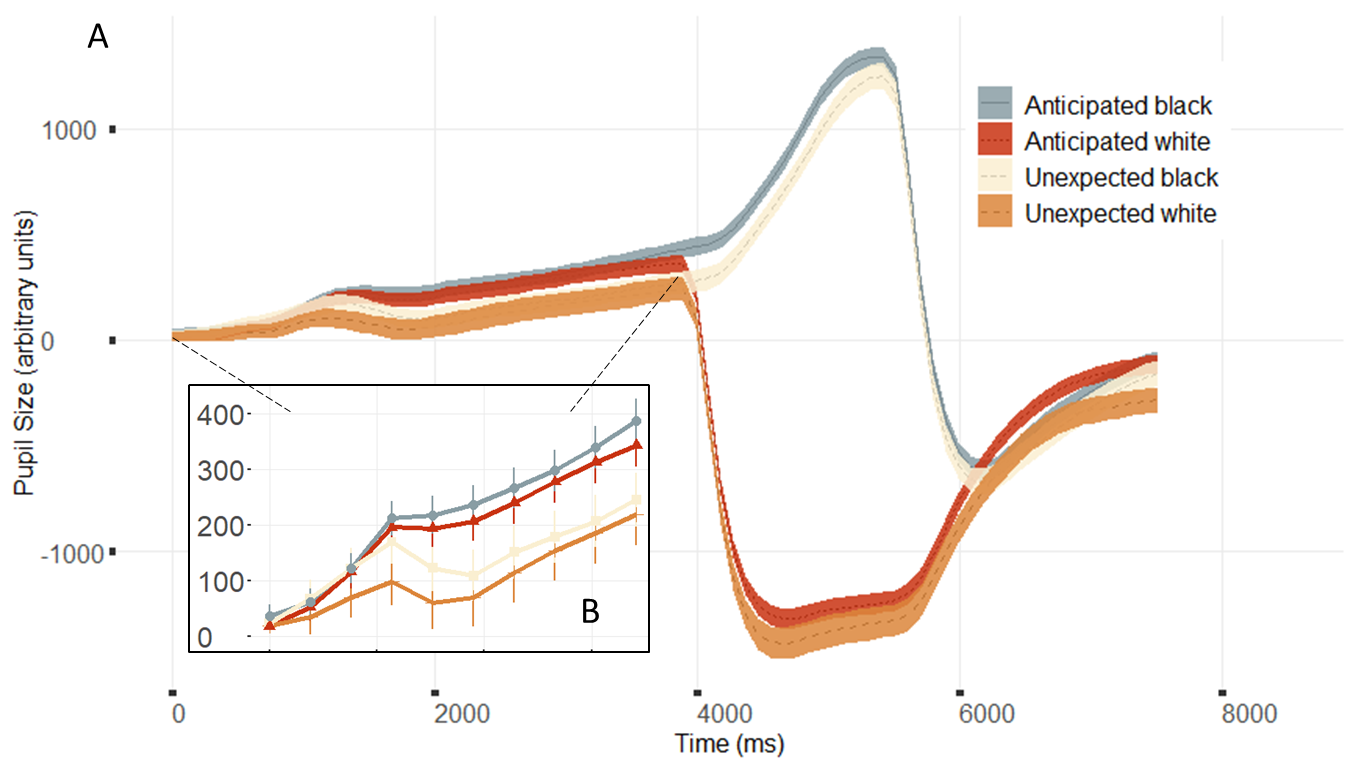 A
Pupil Size (arbitrary units)
1000
0
-1000
Anticipated black
Anticipated white
Unexpected black
Unexpected white
400
300
200
100
0
B
0
2000
4000
6000
8000
Time (ms)